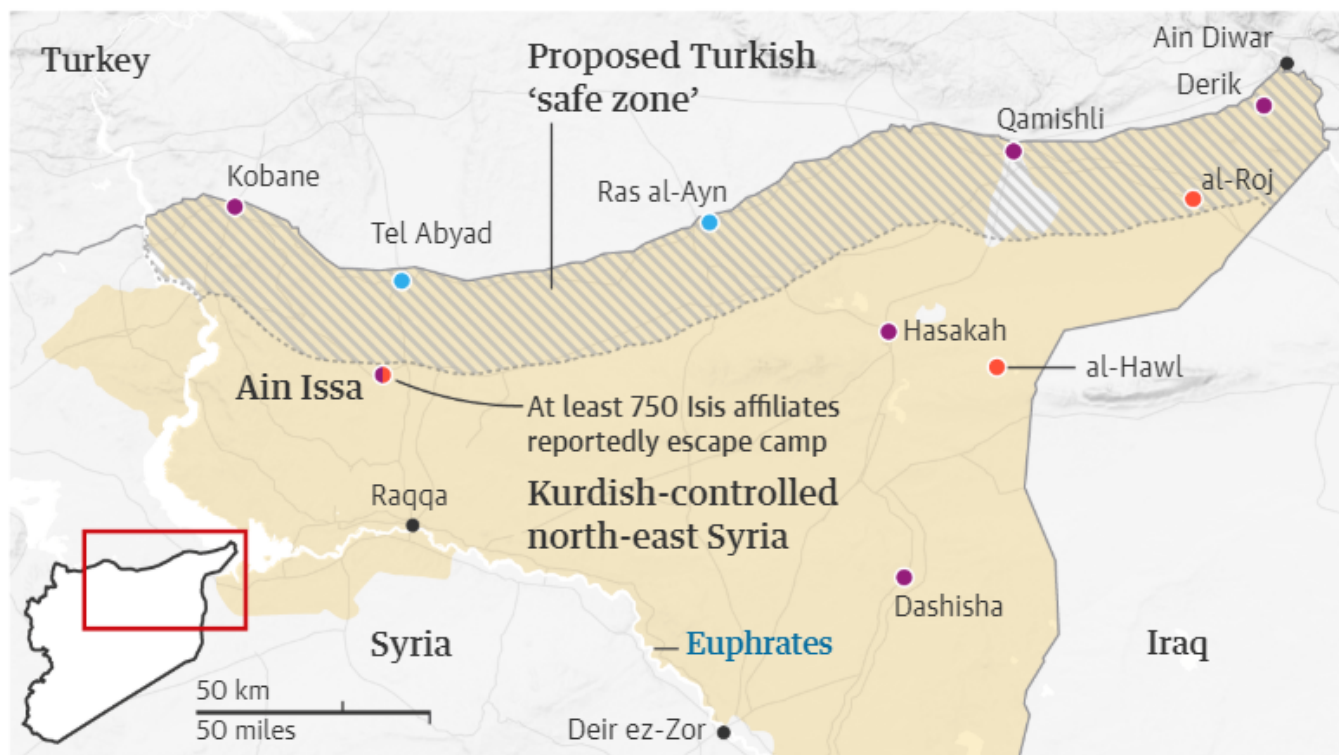 Turkey
Proposed Turkish
‘safe zone’
Ain Diwar
Derik
Qamishli
Kobane
Ras al-Ayn
al-Roj
Tel Abyad
Hasakah
al-Hawl
Ain Issa
At least 750 Isis affiliates
reportedly escape camp
Raqqa
Kurdish-controlled
north-east Syria
Dashisha
Syria
Euphrates
Iraq
50 km
50 miles
Deir ez-Zor